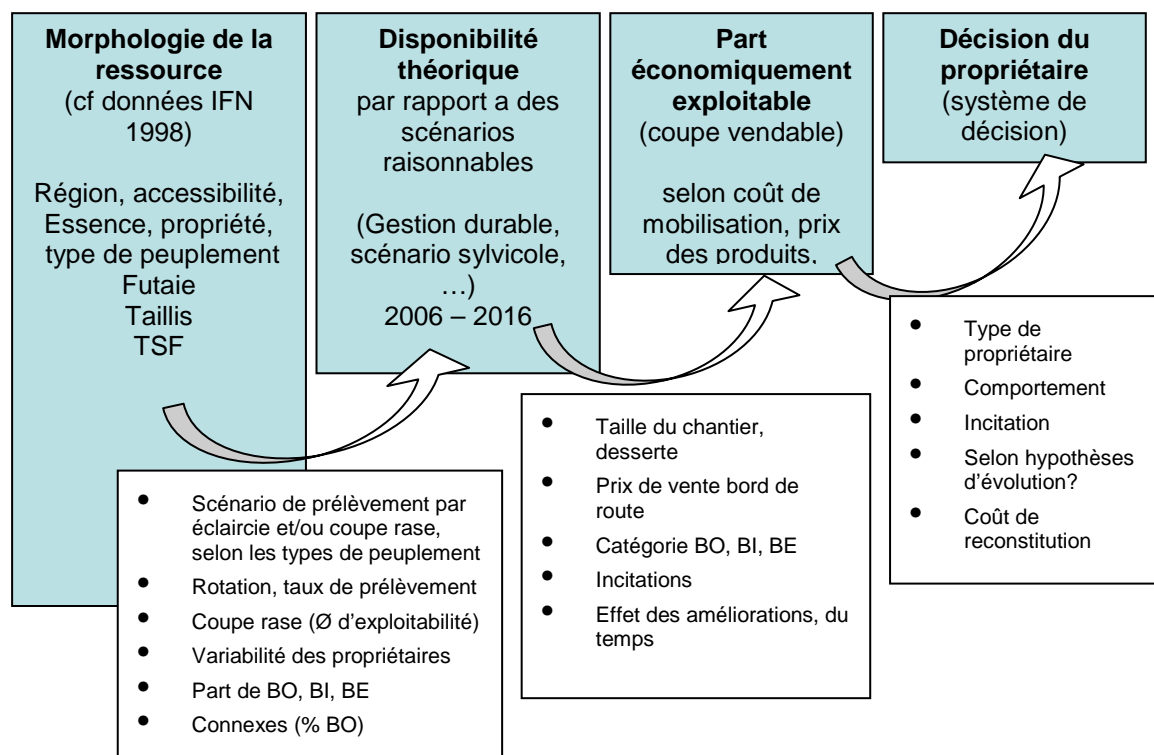 Morphologie de la
ressource
(cf données IFN
1998)
Région, accessibilité,
Essence, propriété,
type de peuplement
Futaie
Taillis
TSF
Disponibilité
théorique
par rapport a des
scénarios
raisonnables
(Gestion durable,
scénario sylvicole,
…)
2006 – 2016
Part
économiquement
exploitable
(coupe vendable)
selon coût de
mobilisation, prix
des produits.
Décision du
propriétaire
(système de
décision)
• Scénario de prélèvement par
éclaircie et/ou coupe rase,
selon les types de peuplement
• Rotation, taux de prélèvement
• Coupe rase (Ø d’exploitabilité)
• Variabilité des propriétaires
• Part de BO, BI, BE
• Connexes (% BO)
• Taille du chantier,
desserte
• Prix de vente bord de
route
• Catégorie BO, BI, BE
• Incitations
• Effet des améliorations, du
temps
• Type de
propriétaire
• Comportement
• Incitation
• Selon hypothèses
d’évolution?
• Coût de
reconstitution